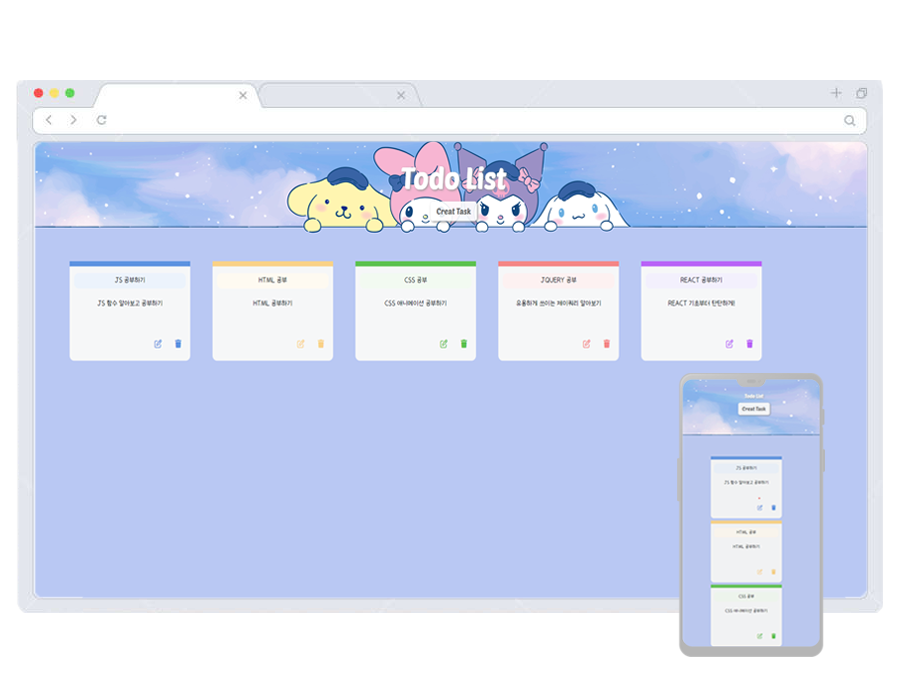 Todo List
Creat Task
JS 공부하기
JS 함수 알아보고 공부하기
HTML 공부
HTML 공부하기
CSS 공부
CSS 애니메이션 공부하기
JQUERY 공부
유용하게 쓰이는 제이쿼리 알아보기
REACT 공부하기
REACT 기초부터 탄탄하게!
Todo List
Creat Task
JS 공부하기
JS 함수 알아보고 공부하기
HTML 공부
HTML 공부하기
CSS 공부
CSS 애니메이션 공부하기